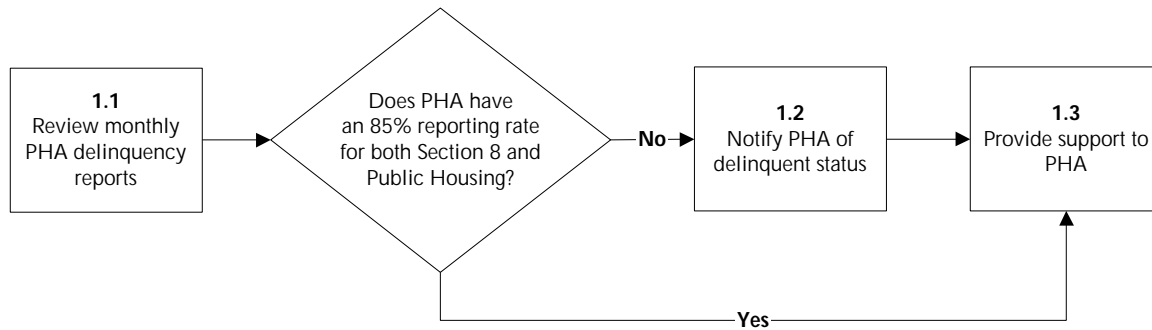 1.1
Review monthly
PHA delinquency
reports
Does PHA have
an 85% reporting rate
for both Section 8 and
Public Housing?
No
1.2
Notify PHA of
delinquent status
1.3
Provide support to
PHA
Yes